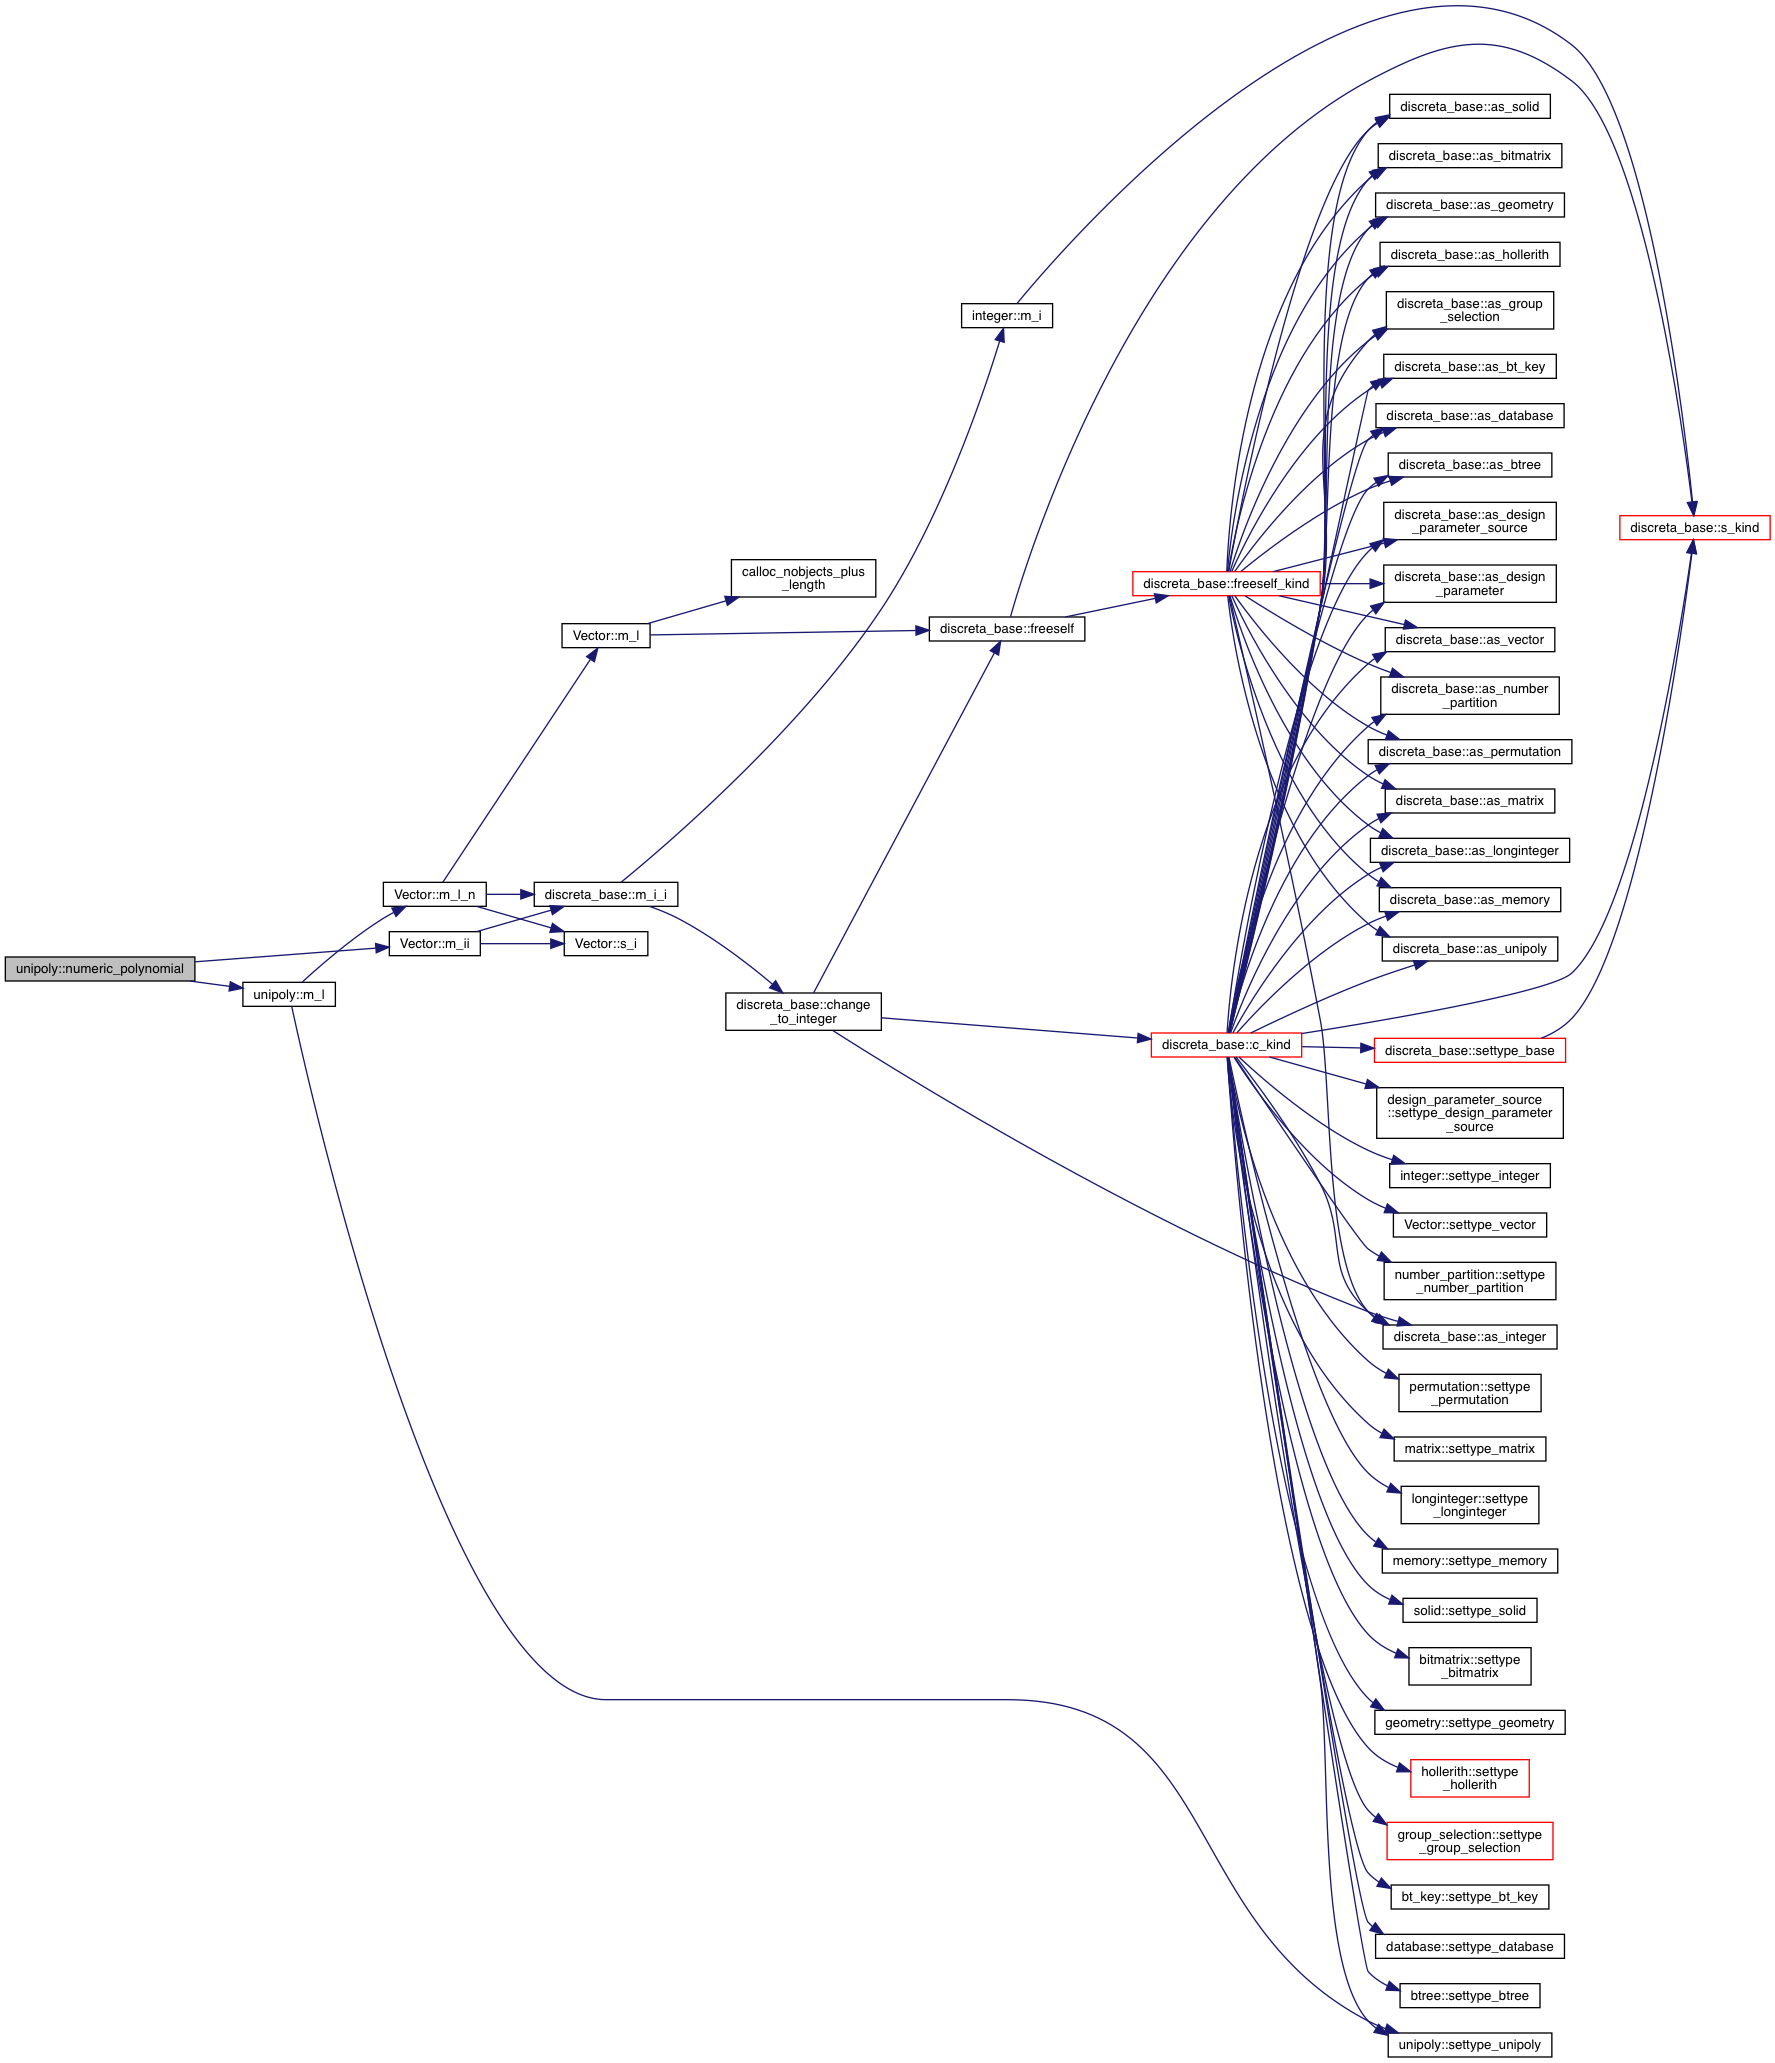 unipoly::numeric_polynomial
unipoly::m_l
Vector::m_l_n
Vector::m_ii
Vector::m_l
discreta_base::m_i_i
Vector::s_i
calloc_nobjects_plus
_length
discreta_base::change
_to_integer
integer::m_i
discreta_base::freeself
discreta_base::freeself_kind
discreta_base::c_kind
discreta_base::as_solid
discreta_base::as_bitmatrix
discreta_base::as_geometry
discreta_base::as_hollerith
discreta_base::as_group
_selection
discreta_base::as_bt_key
discreta_base::as_database
discreta_base::as_btree
discreta_base::as_design
_parameter_source
discreta_base::as_design
_parameter
discreta_base::as_vector
discreta_base::as_number
_partition
discreta_base::as_permutation
discreta_base::as_matrix
discreta_base::as_longinteger
discreta_base::as_memory
discreta_base::as_unipoly
discreta_base::settype_base
design_parameter_source
::settype_design_parameter
_source
integer::settype_integer
Vector::settype_vector
number_partition::settype
_number_partition
discreta_base::as_integer
permutation::settype
_permutation
matrix::settype_matrix
longinteger::settype
_longinteger
memory::settype_memory
solid::settype_solid
bitmatrix::settype
_bitmatrix
geometry::settype_geometry
hollerith::settype
_hollerith
group_selection::settype
_group_selection
bt_key::settype_bt_key
database::settype_database
btree::settype_btree
unipoly::settype_unipoly
discreta_base::s_kind